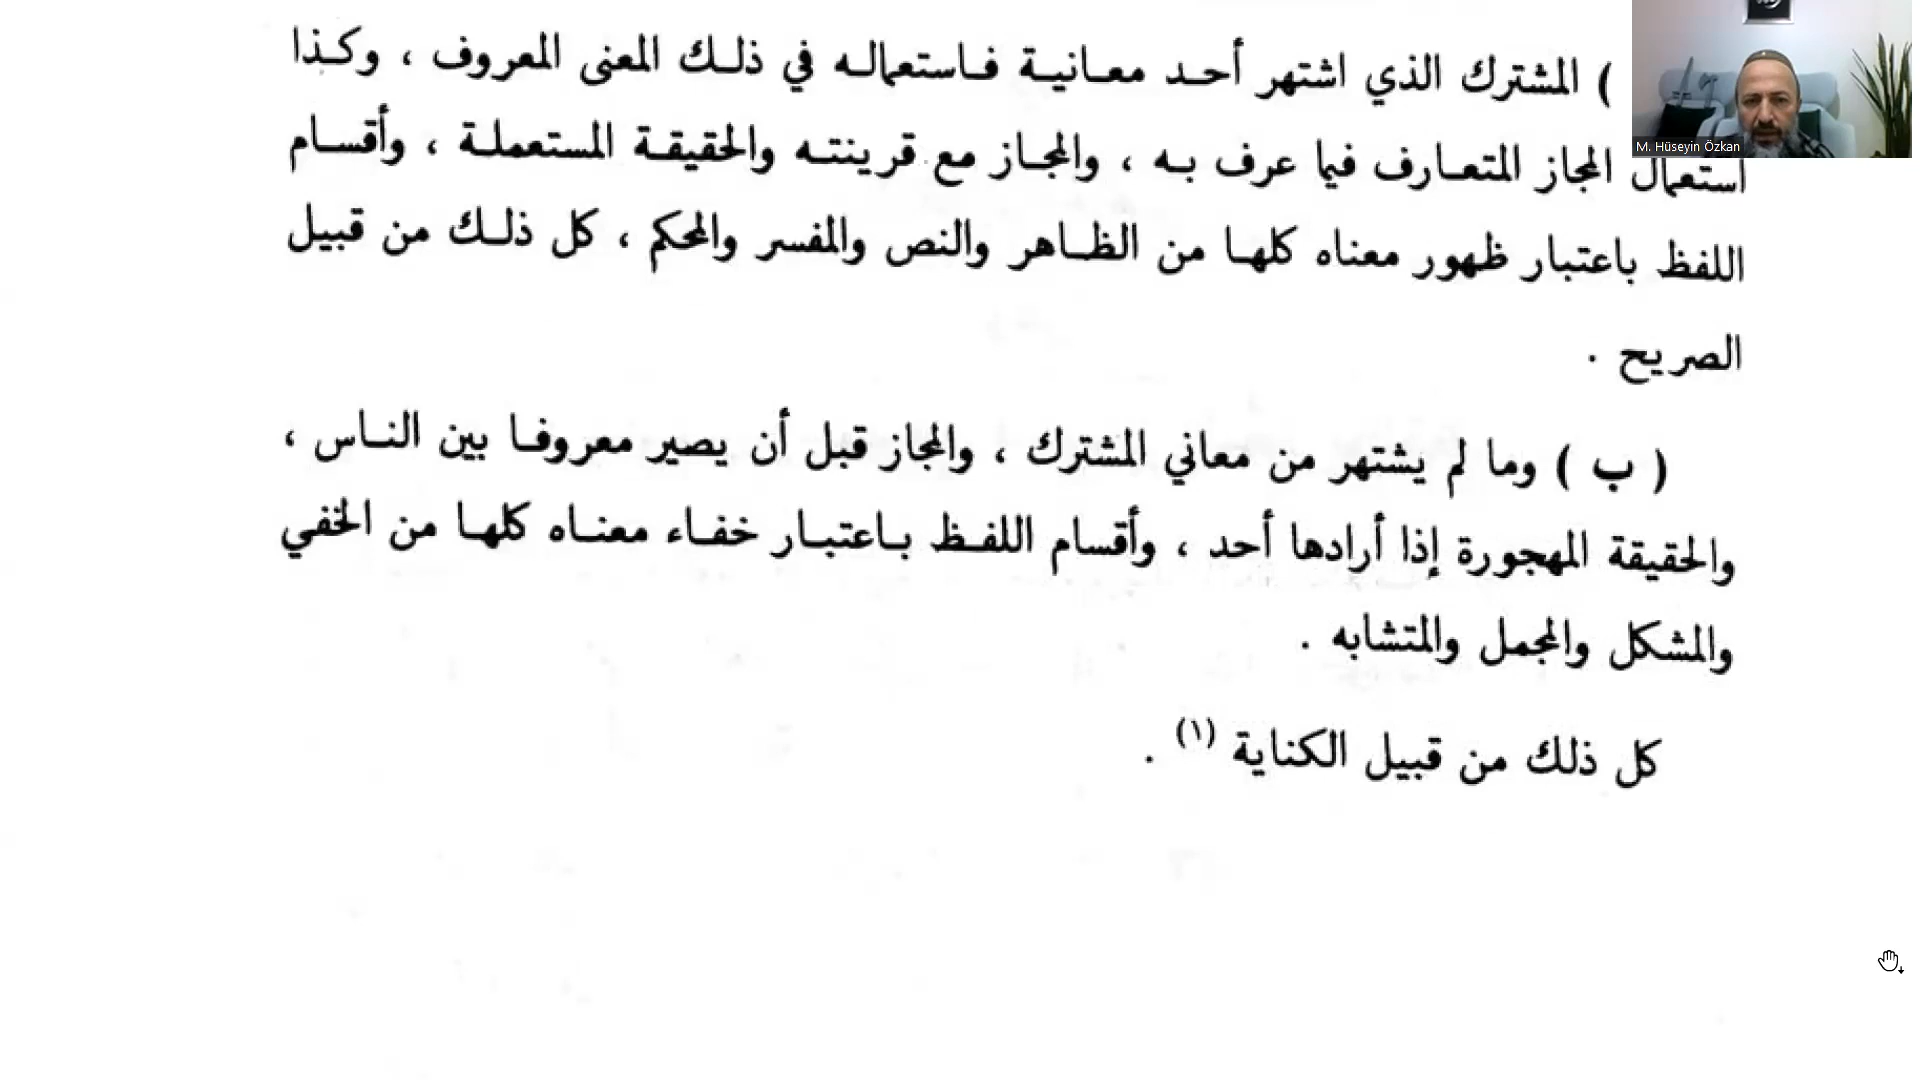 ) المشترك الذي اشتهر أحد معانية فاستعماله في ذلك المعنى المعروف ، وكذا
استعمال المجاز المتعارف فيما عرف به ، والمجاز مع قرينته والحقيقة المستعملة ، وأقسام
اللفظ باعتبار ظهور معناه كلها من الظاهر والنص والمفسر والمحكم ، كل ذلك من قبيل
الصريح .
( ب ) وما لم يشتهر من معاني المشترك ، والمجاز قبل أن يصير معروفا بين الناس ،
والحقيقة المهجورة إذا أرادها أحد ، وأقسام اللفظ باعتبار خفاء معناه كلها من الخفي
والمشكل والمجمل والمتشابه .
كل ذلك من قبيل الكناية (١) .
M. Hüseyin Özkan